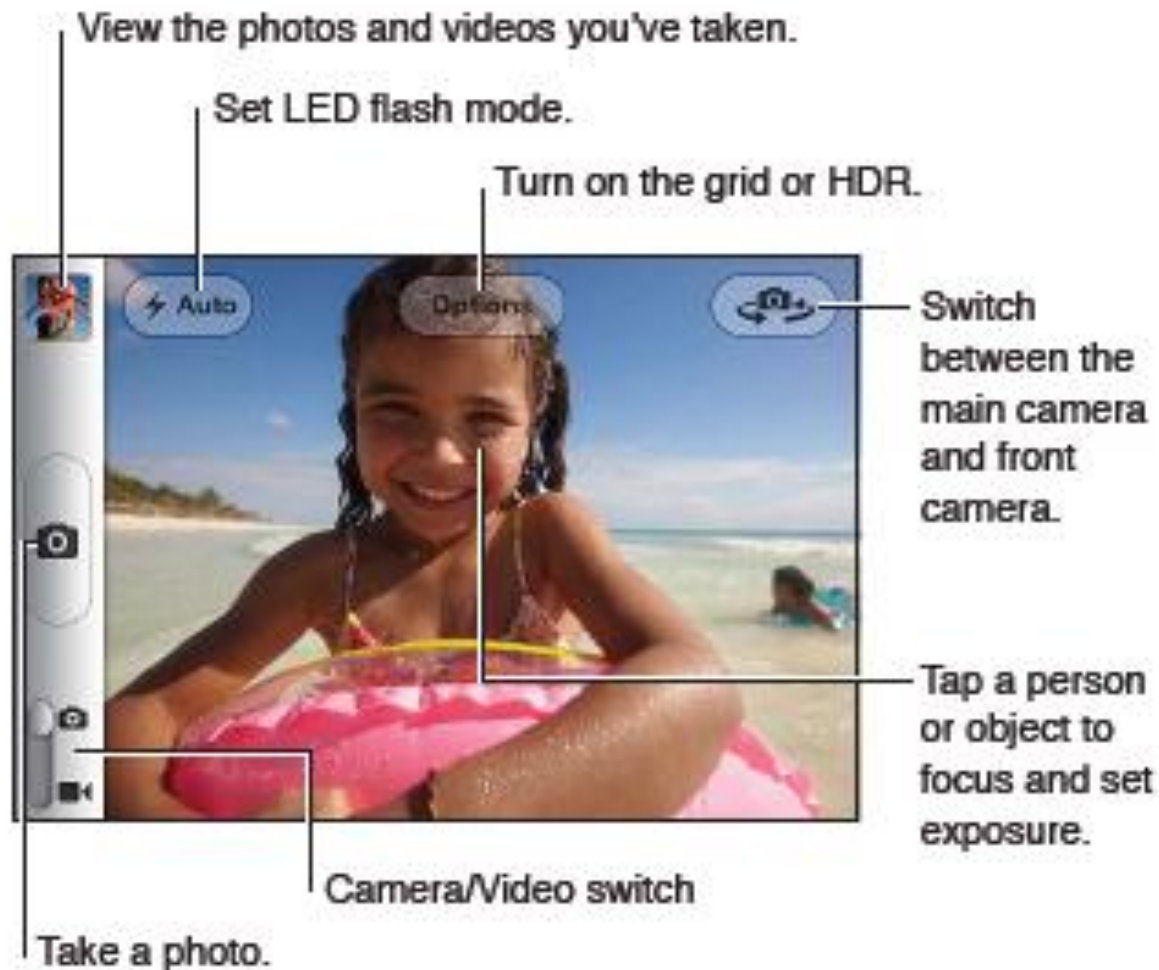 View the photos and videos you've taken.
Set LED flash mode.
Turn on the grid or HDR.
Auto
Options
Switch
between the
main camera
and front
camera.
Tap a person
or object to
focus and set
exposure.
Camera/Video switch
Take a photo.